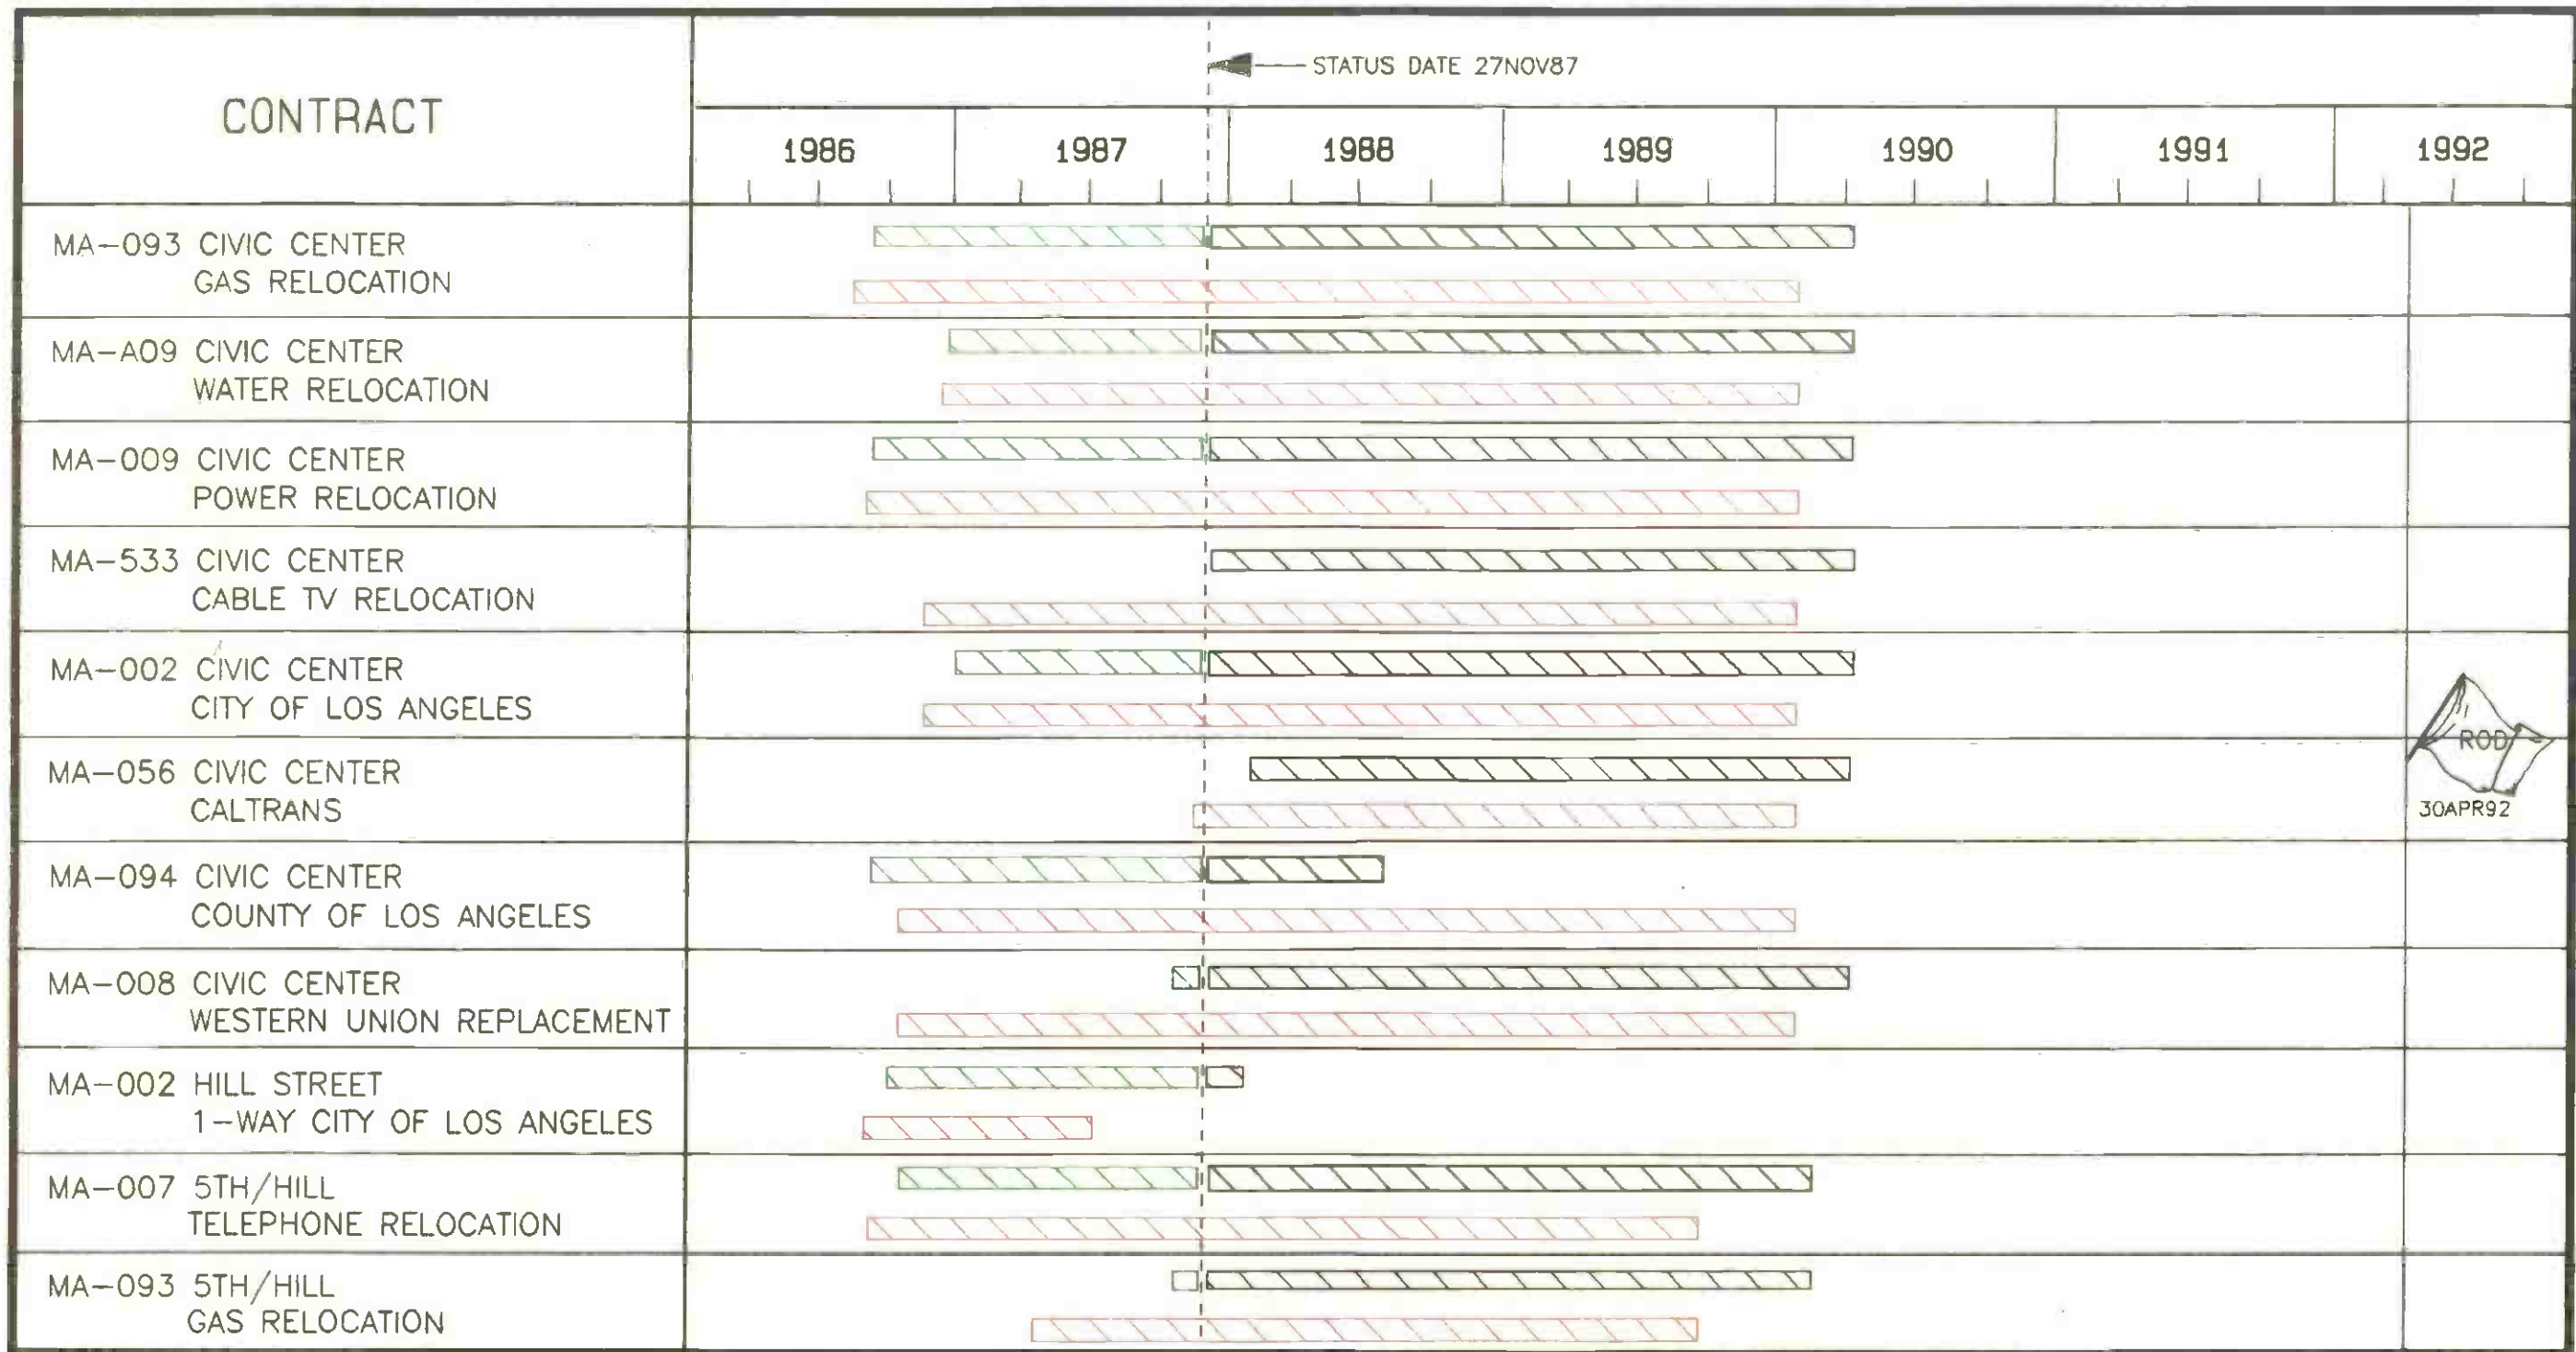 STATUS DATE 27NOV87
CONTRACT
1986 1987 1988 1989 1990 1991 1992
MA-093 CIVIC CENTER
GAS RELOCATION
MA-A09 CIVIC CENTER
WATER RELOCATION
MA-009 CIVIC CENTER
POWER RELOCATION
MA-533 CIVIC CENTER
CABLE TV RELOCATION
MA-002 CIVIC CENTER
CITY OF LOS ANGELES
ROD
MA-056 CIVIC CENTER
CALTRANS
30APR92
MA-094 CIVIC CENTER
COUNTY OF LOS ANGELES
MA-008 CIVIC CENTER
WESTERN UNION REPLACEMENT
MA-002 HILL STREET
1-WAY CITY OF LOS ANGELES
MA-007 5TH/HILL
TELEPHONE RELOCATION
MA-093 5TH/HILL
GAS RELOCATION